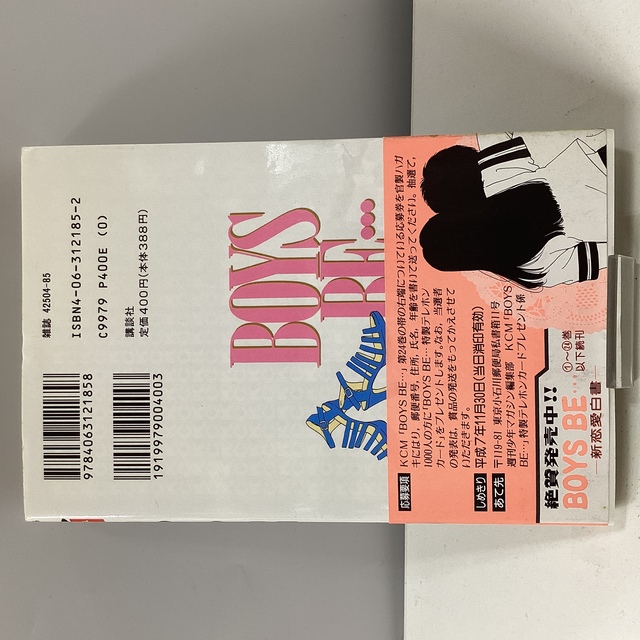 雑誌 42504-85
ISBN4-06-312185-2
C9979 P400E (0)
講談社
定価400円(本体388円)
9784063121858
1919979004003
BOYS
BE...
応募要項
KCM「BOYS BE…」第24巻の帯の右端についている応募券を官製ハガ
キにはり、郵便番号、住所、氏名、年齢を書いて送ってください。抽選で、
1000人の方に「BOYS BE… 特製テレホン
カード」をプレゼントします。なお、当選者
の発表は、賞品の発送をもってかえさせて
いただきます。
しめきり 平成7年11月30日(当日消印有効)
あて先 〒119-81 東京小石川郵便局私書箱11号
週刊少年マガジン編集部 KCM「BOYS
BE…」特製テレホンカードプレゼント係
絶賛発売中!!
BOYS BE… ①〜㉔巻
以下続刊
―新恋愛白書―